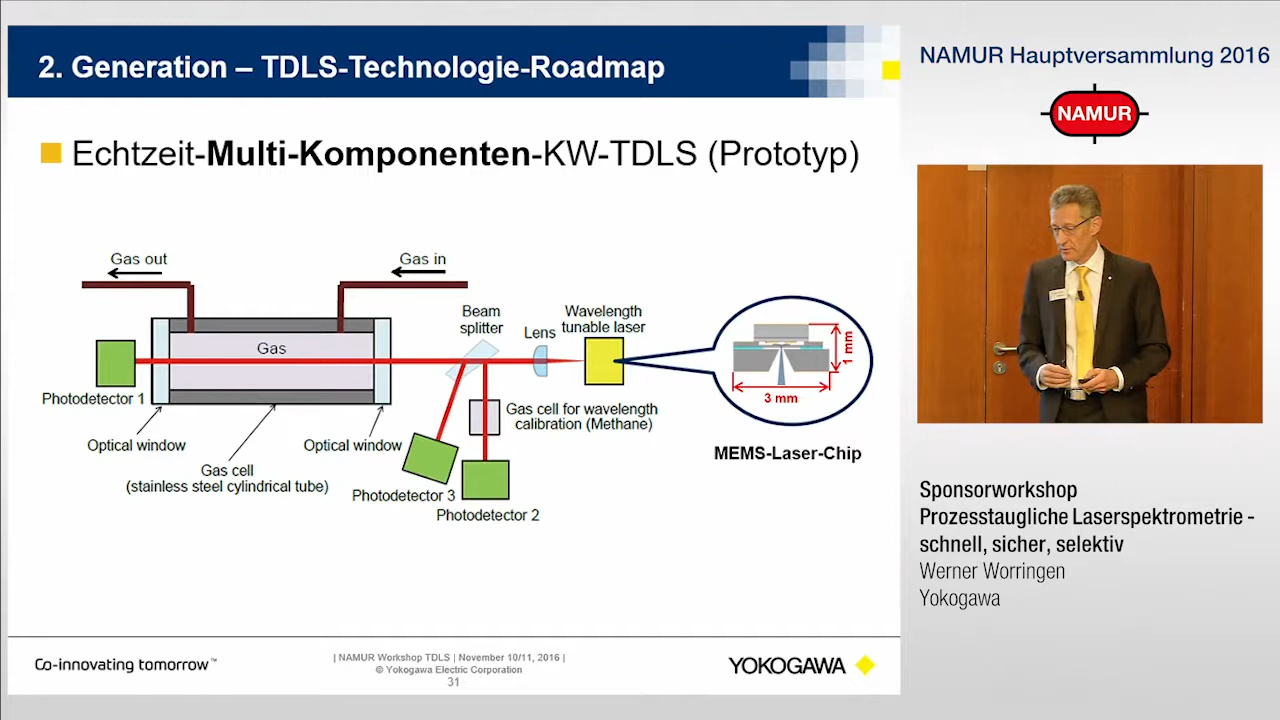 2. Generation – TDLS-Technologie-Roadmap
Echtzeit-Multi-Komponenten-KW-TDLS (Prototyp)
Gas out
Gas in
Gas
Photodetector 1
Optical window
Gas cell
(stainless steel cylindrical tube)
Optical window
Beam
splitter
Lens
Wavelength
tunable laser
Gas cell for wavelength
calibration (Methane)
Photodetector 3
Photodetector 2
1 mm
3 mm
MEMS-Laser-Chip
Co-innovating tomorrow™
| NAMUR Workshop TDLS | November 10/11, 2016 |
© Yokogawa Electric Corporation
31
YOKOGAWA
NAMUR Hauptversammlung 2016
NAMUR
Sponsorworkshop
Prozesstaugliche Laserspektrometrie -
schnell, sicher, selektiv
Werner Worringen
Yokogawa